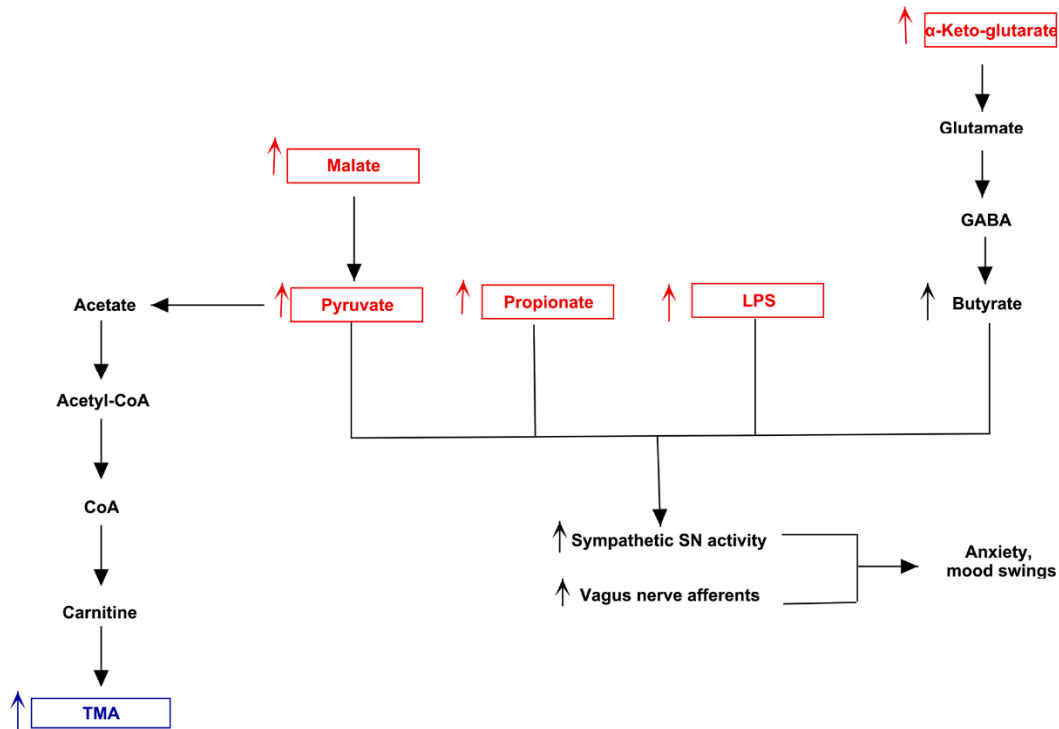 α-Keto-glutarate
Glutamate
Malate
GABA
Acetate
Pyruvate
Propionate
LPS
Butyrate
Acetyl-CoA
CoA
Sympathetic SN activity
Anxiety,
mood swings
Vagus nerve afferents
Carnitine
TMA